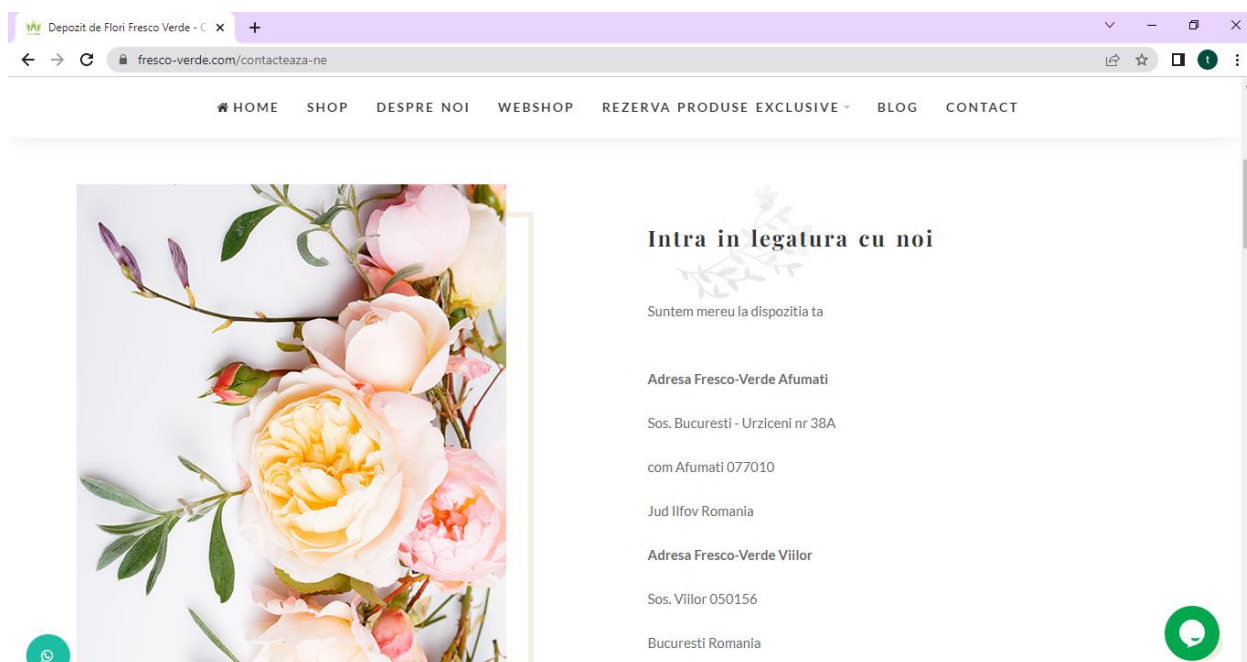 Depozit de Flori Fresco Verde - C
fresco-verde.com/contacteaza-ne
t
HOME SHOP DESPRE NOI WEBSHOP REZERVA PRODUSE EXCLUSIVE BLOG CONTACT
Intra in legatura cu noi
Suntem mereu la dispozitia ta
Adresa Fresco-Verde Afumati
Sos. Bucuresti - Urziceni nr 38A
com Afumati 077010
Jud Ilfov Romania
Adresa Fresco-Verde Viilor
Sos. Viilor 050156
Bucuresti Romania